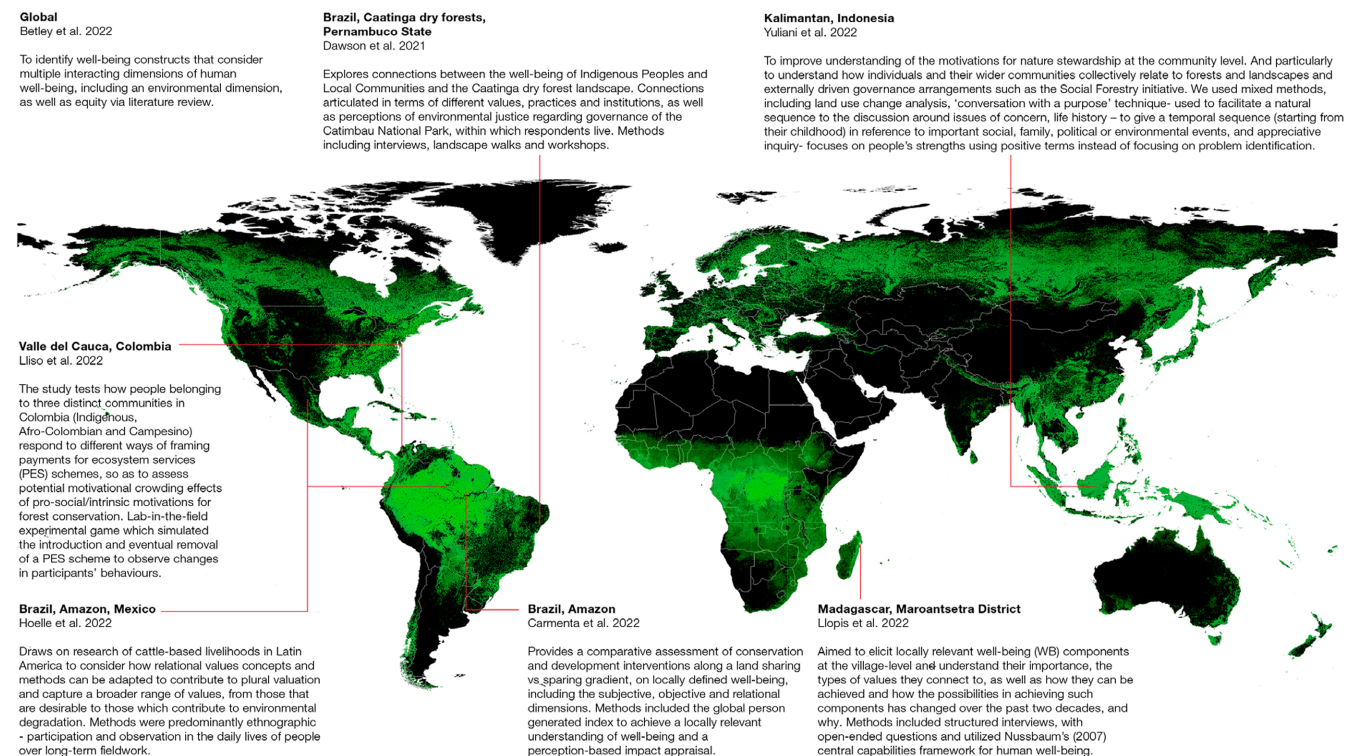 Global
Betley et al. 2022
To identify well-being constructs that consider
multiple interacting dimensions of human
well-being, including an environmental dimension,
as well as equity via literature review.
Brazil, Caatinga dry forests,
Pernambuco State
Dawson et al. 2021
Explores connections between the well-being of Indigenous Peoples and
Local Communities and the Caatinga dry forest landscape. Connections
articulated in terms of different values, practices and institutions, as well
as perceptions of environmental justice regarding governance of the
Catimbau National Park, within which respondents live. Methods
including interviews, landscape walks and workshops.
Kalimantan, Indonesia
Yuliani et al. 2022
To improve understanding of the motivations for nature stewardship at the community level. And particularly
to understand how individuals and their wider communities collectively relate to forests and landscapes and
externally driven governance arrangements such as the Social Forestry initiative. We used mixed methods,
including land use change analysis, ‘conversation with a purpose’ technique- used to facilitate a natural
sequence to the discussion around issues of concern, life history – to give a temporal sequence (starting from
their childhood) in reference to important social, family, political or environmental events, and appreciative
inquiry- focuses on people’s strengths using positive terms instead of focusing on problem identification.
Valle del Cauca, Colombia
Lliso et al. 2022
The study tests how people belonging
to three distinct communities in
Colombia (Indigenous,
Afro-Colombian and Campesino)
respond to different ways of framing
payments for ecosystem services
(PES) schemes, so as to assess
potential motivational crowding effects
of pro-social/intrinsic motivations for
forest conservation. Lab-in-the-field
experimental game which simulated
the introduction and eventual removal
of a PES scheme to observe changes
in participants’ behaviours.
Brazil, Amazon, Mexico
Hoelle et al. 2022
Draws on research of cattle-based livelihoods in Latin
America to consider how relational values concepts and
methods can be adapted to contribute to plural valuation
and capture a broader range of values, from those that
are desirable to those which contribute to environmental
degradation. Methods were predominantly ethnographic
- participation and observation in the daily lives of people
over long-term fieldwork.
Brazil, Amazon
Carmenta et al. 2022
Provides a comparative assessment of conservation
and development interventions along a land sharing
vs sparing gradient, on locally defined well-being,
including the subjective, objective and relational
dimensions. Methods included the global person
generated index to achieve a locally relevant
understanding of well-being and a
perception-based impact appraisal.
Madagascar, Maroantsetra District
Llopis et al. 2022
Aimed to elicit locally relevant well-being (WB) components
at the village-level and understand their importance, the
types of values they connect to, as well as how they can be
achieved and how the possibilities in achieving such
components has changed over the past two decades, and
why. Methods included structured interviews, with
open-ended questions and utilized Nussbaum’s (2007)
central capabilities framework for human well-being.